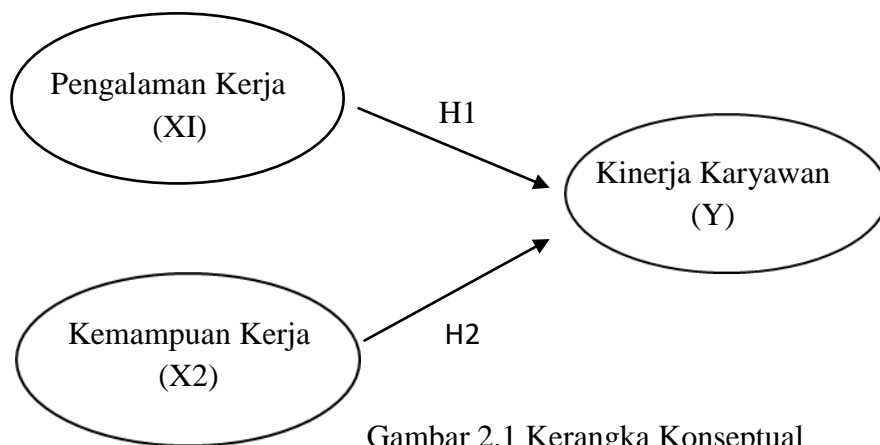 Pengalaman Kerja
(XI)
H1
Kinerja Karyawan
(Y)
Kemampuan Kerja
(X2)
H2
Gambar 2.1 Kerangka Konseptual